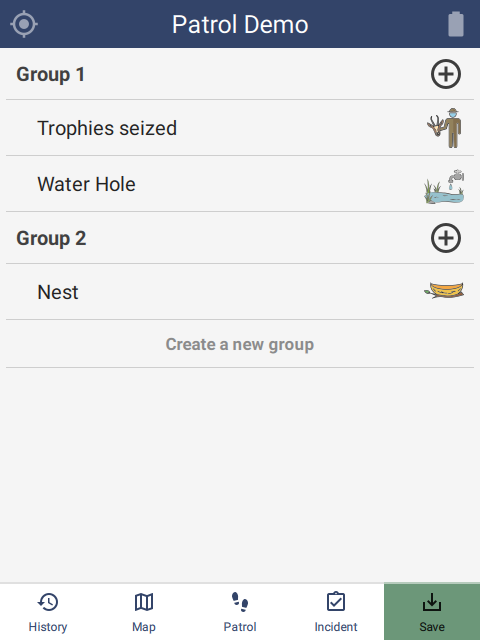 Patrol Demo
Group 1
Trophies seized
Water Hole
Group 2
Nest
Create a new group
History
Map
Patrol
Incident
Save